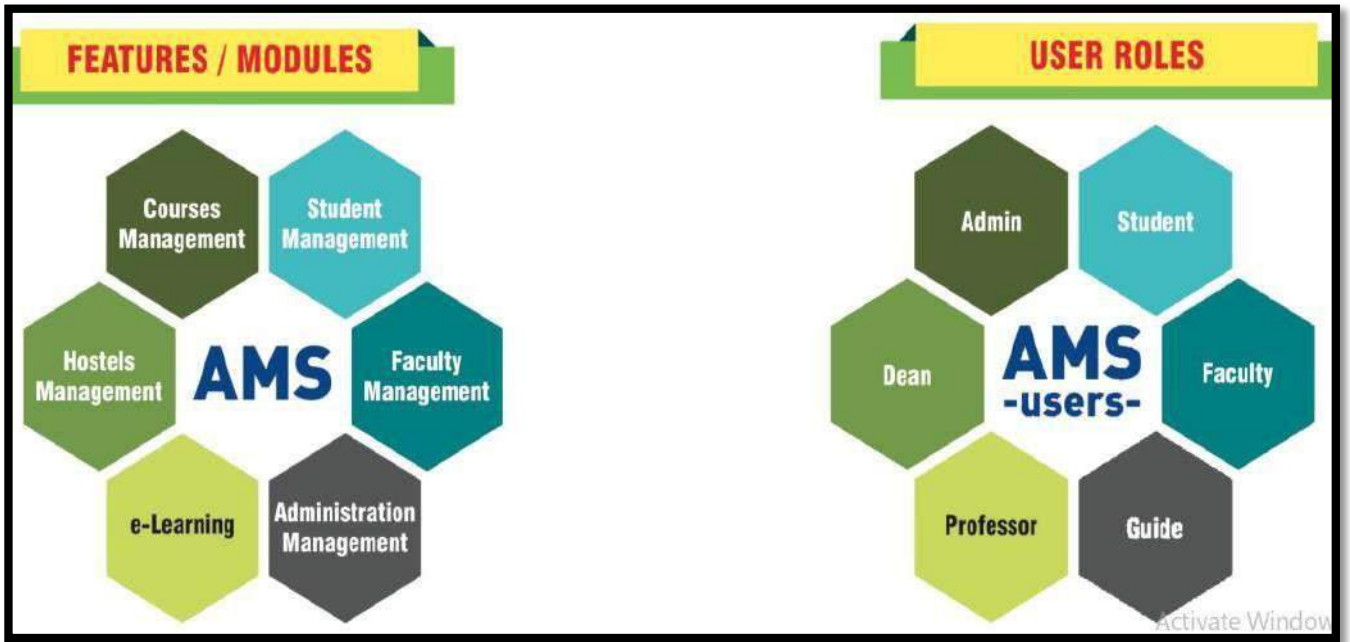 FEATURES / MODULES
Courses
Management
Student
Management
Hostels
Management
AMS
Faculty
Management
e-Learning
Administration
Management
USER ROLES
Admin
Student
Dean
AMS
-users-
Faculty
Professor
Guide
Activate Window